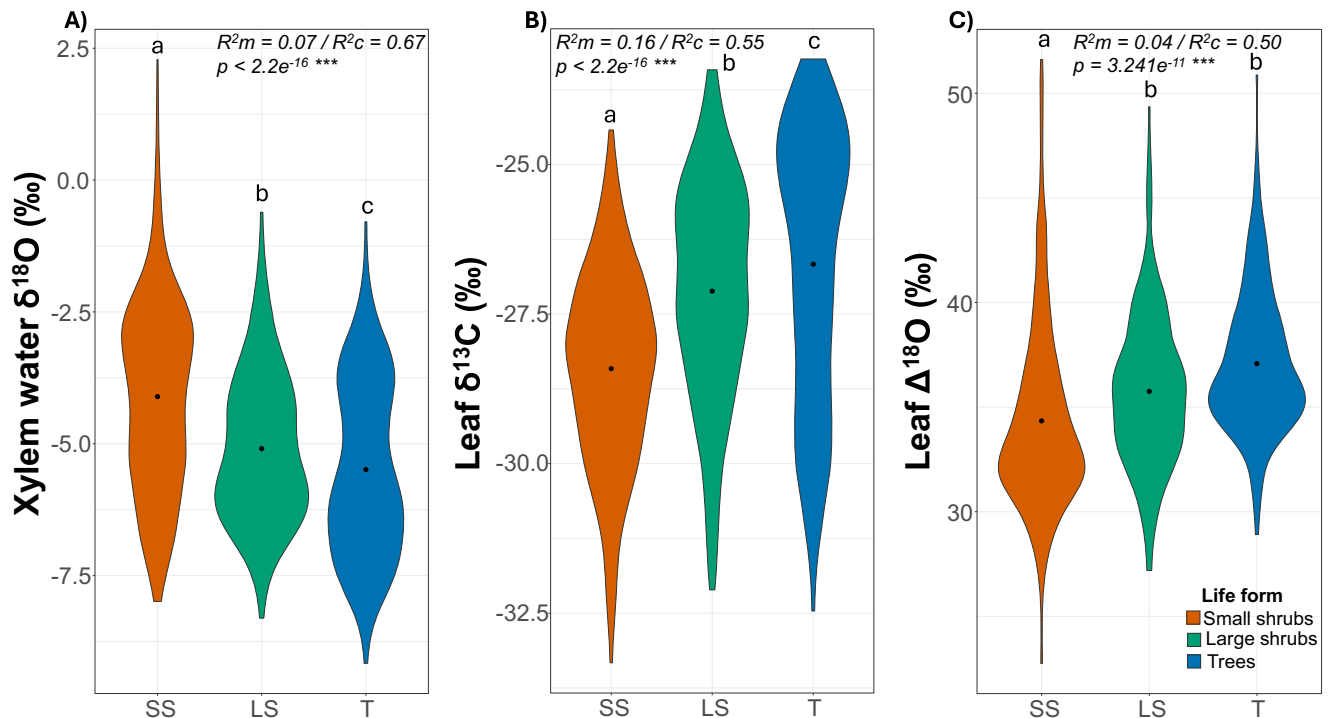 A)
Xylem water δ18O (‰)
2.5
0.0
-2.5
-5.0
-7.5
R2m = 0.07 / R2c = 0.67
p < 2.2e-16 ***
a
b
c
SS LS T
B)
Leaf δ13C (‰)
-25.0
-27.5
-30.0
-32.5
R2m = 0.16 / R2c = 0.55
p < 2.2e-16 ***
a
b
c
SS LS T
C)
Leaf Δ18O (‰)
50
40
30
R2m = 0.04 / R2c = 0.50
p = 3.241e-11 ***
a
b
b
Life form
Small shrubs
Large shrubs
Trees
SS LS T